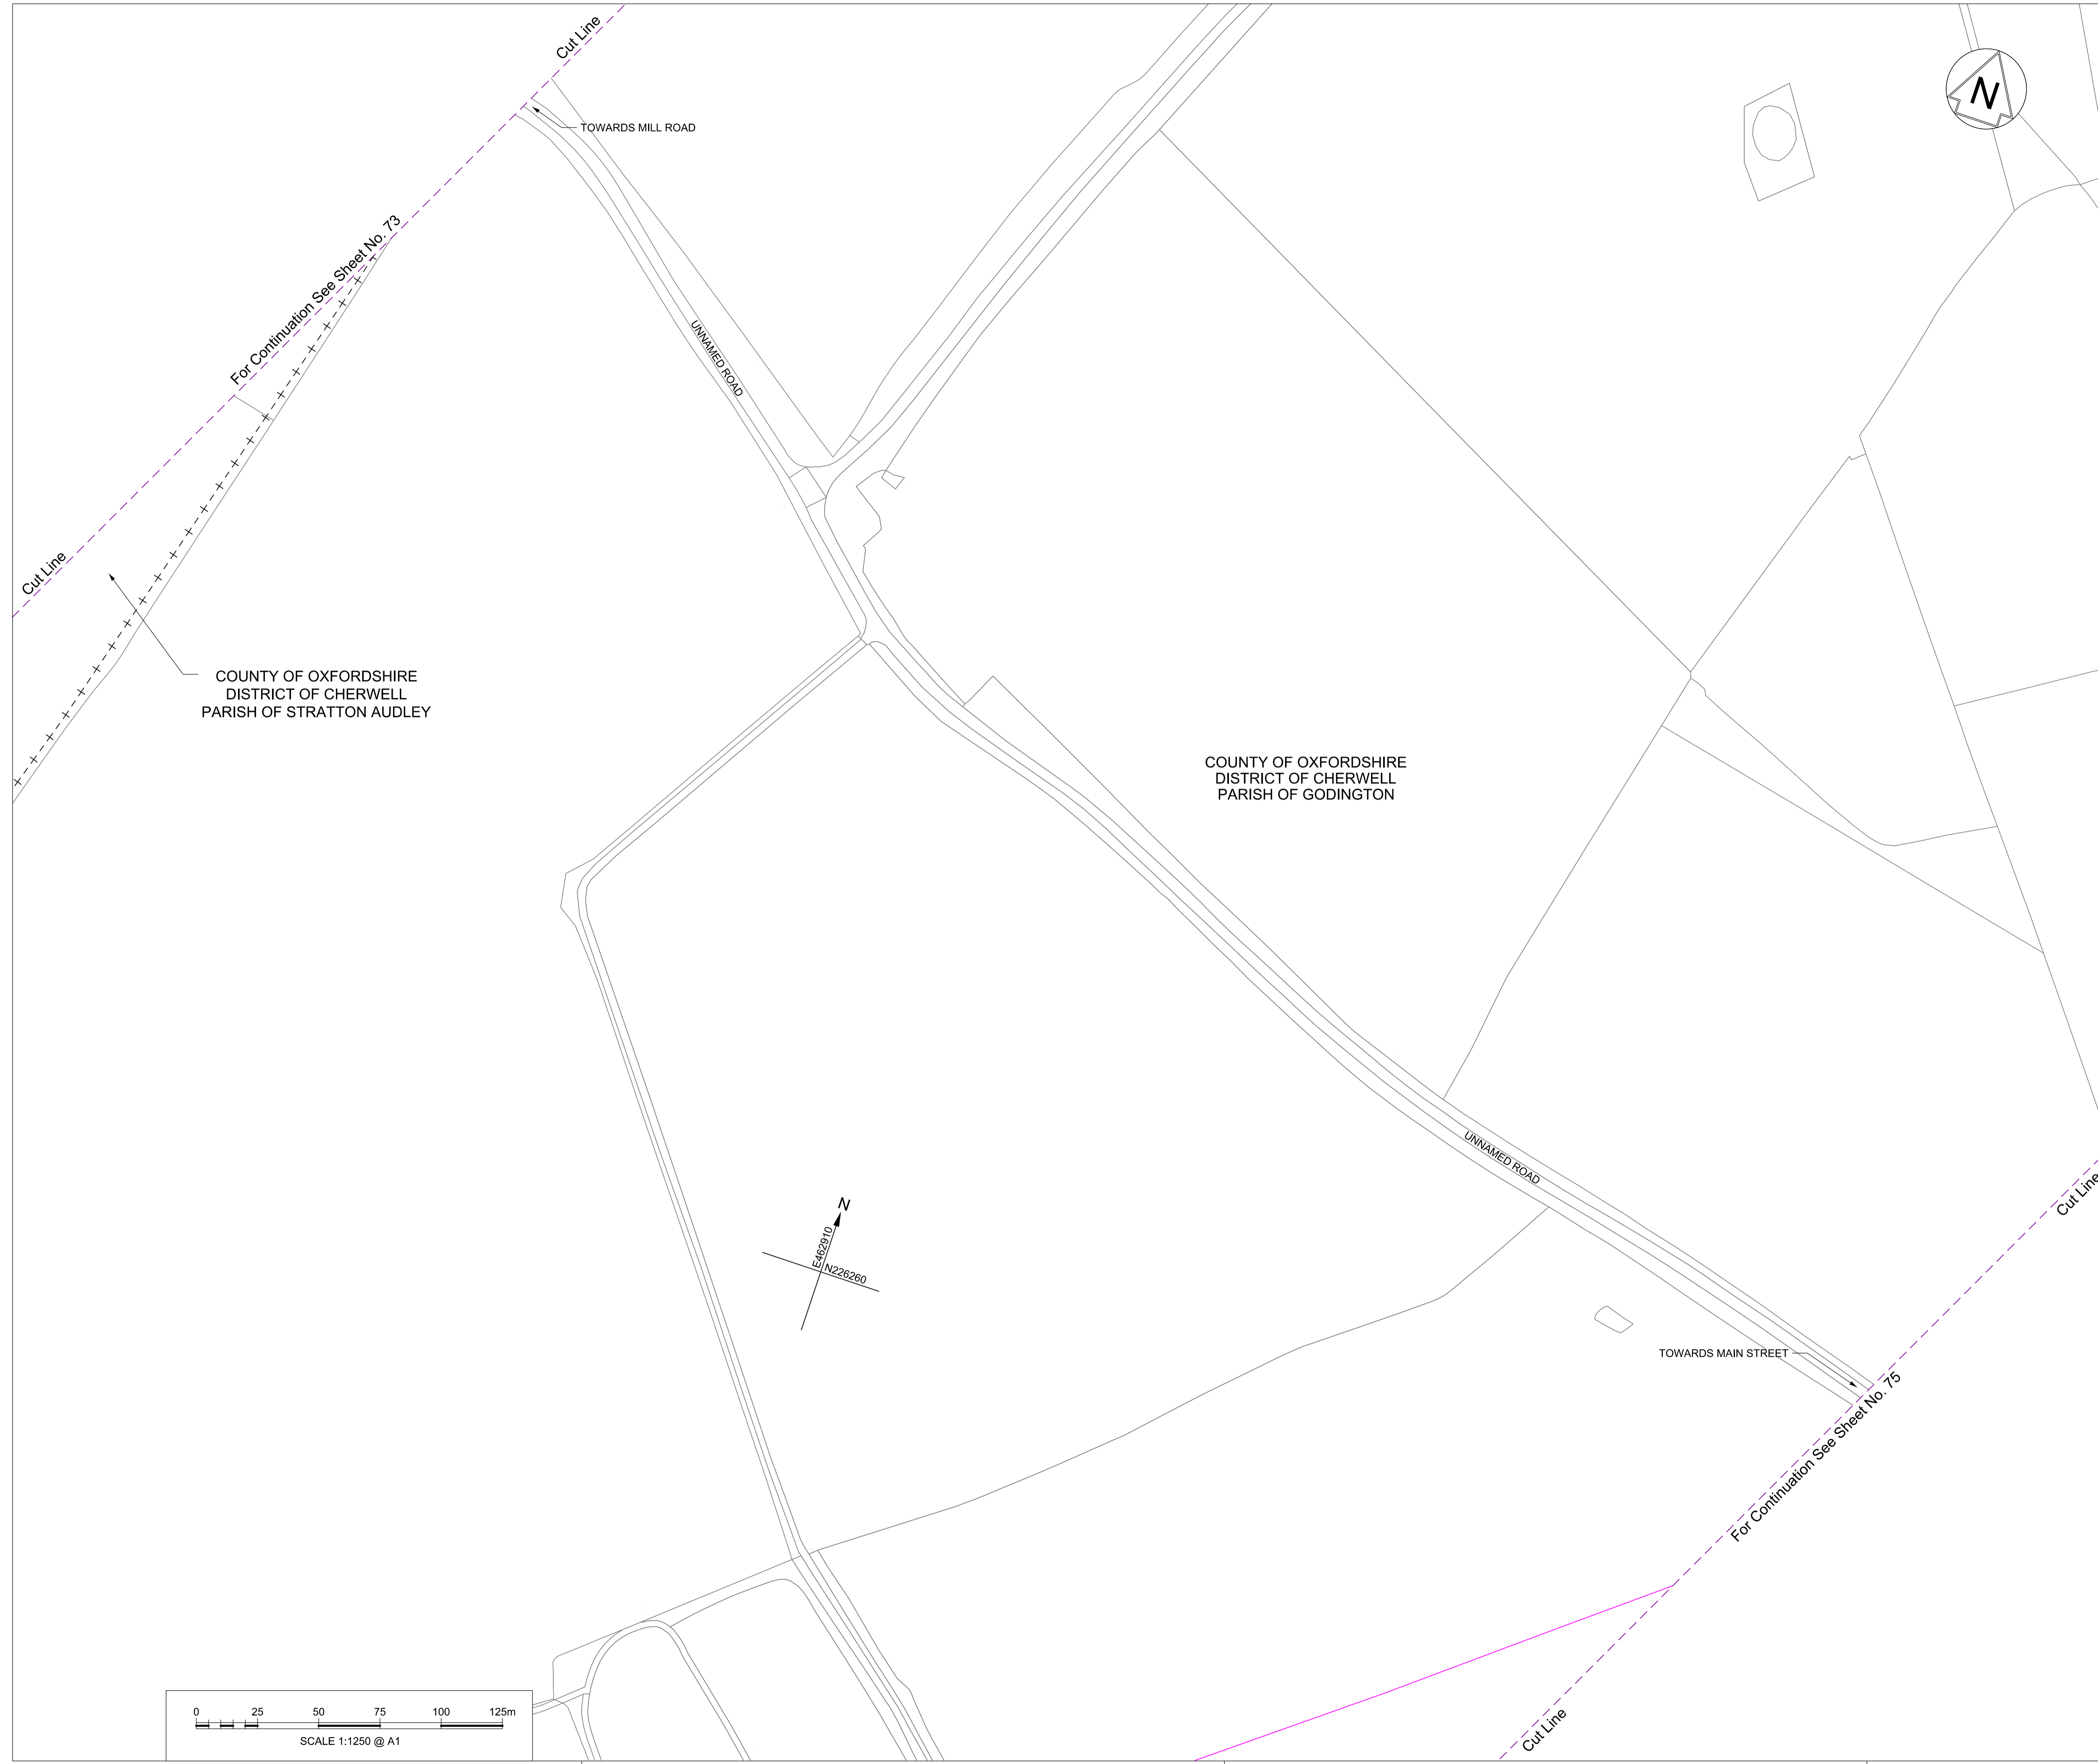 Cut Line
TOWARDS MILL ROAD
N
For Continuation See Sheet No. 73
UNNAMED ROAD
Cut Line
COUNTY OF OXFORDSHIRE
DISTRICT OF CHERWELL
PARISH OF STRATTON AUDLEY
COUNTY OF OXFORDSHIRE
DISTRICT OF CHERWELL
PARISH OF GODINGTON
UNNAMED ROAD
Cut Line
N
E462910
N226260
TOWARDS MAIN STREET
For Continuation See Sheet No. 75
Cut Line
0 25 50 75 100 125m
SCALE 1:1250 @ A1